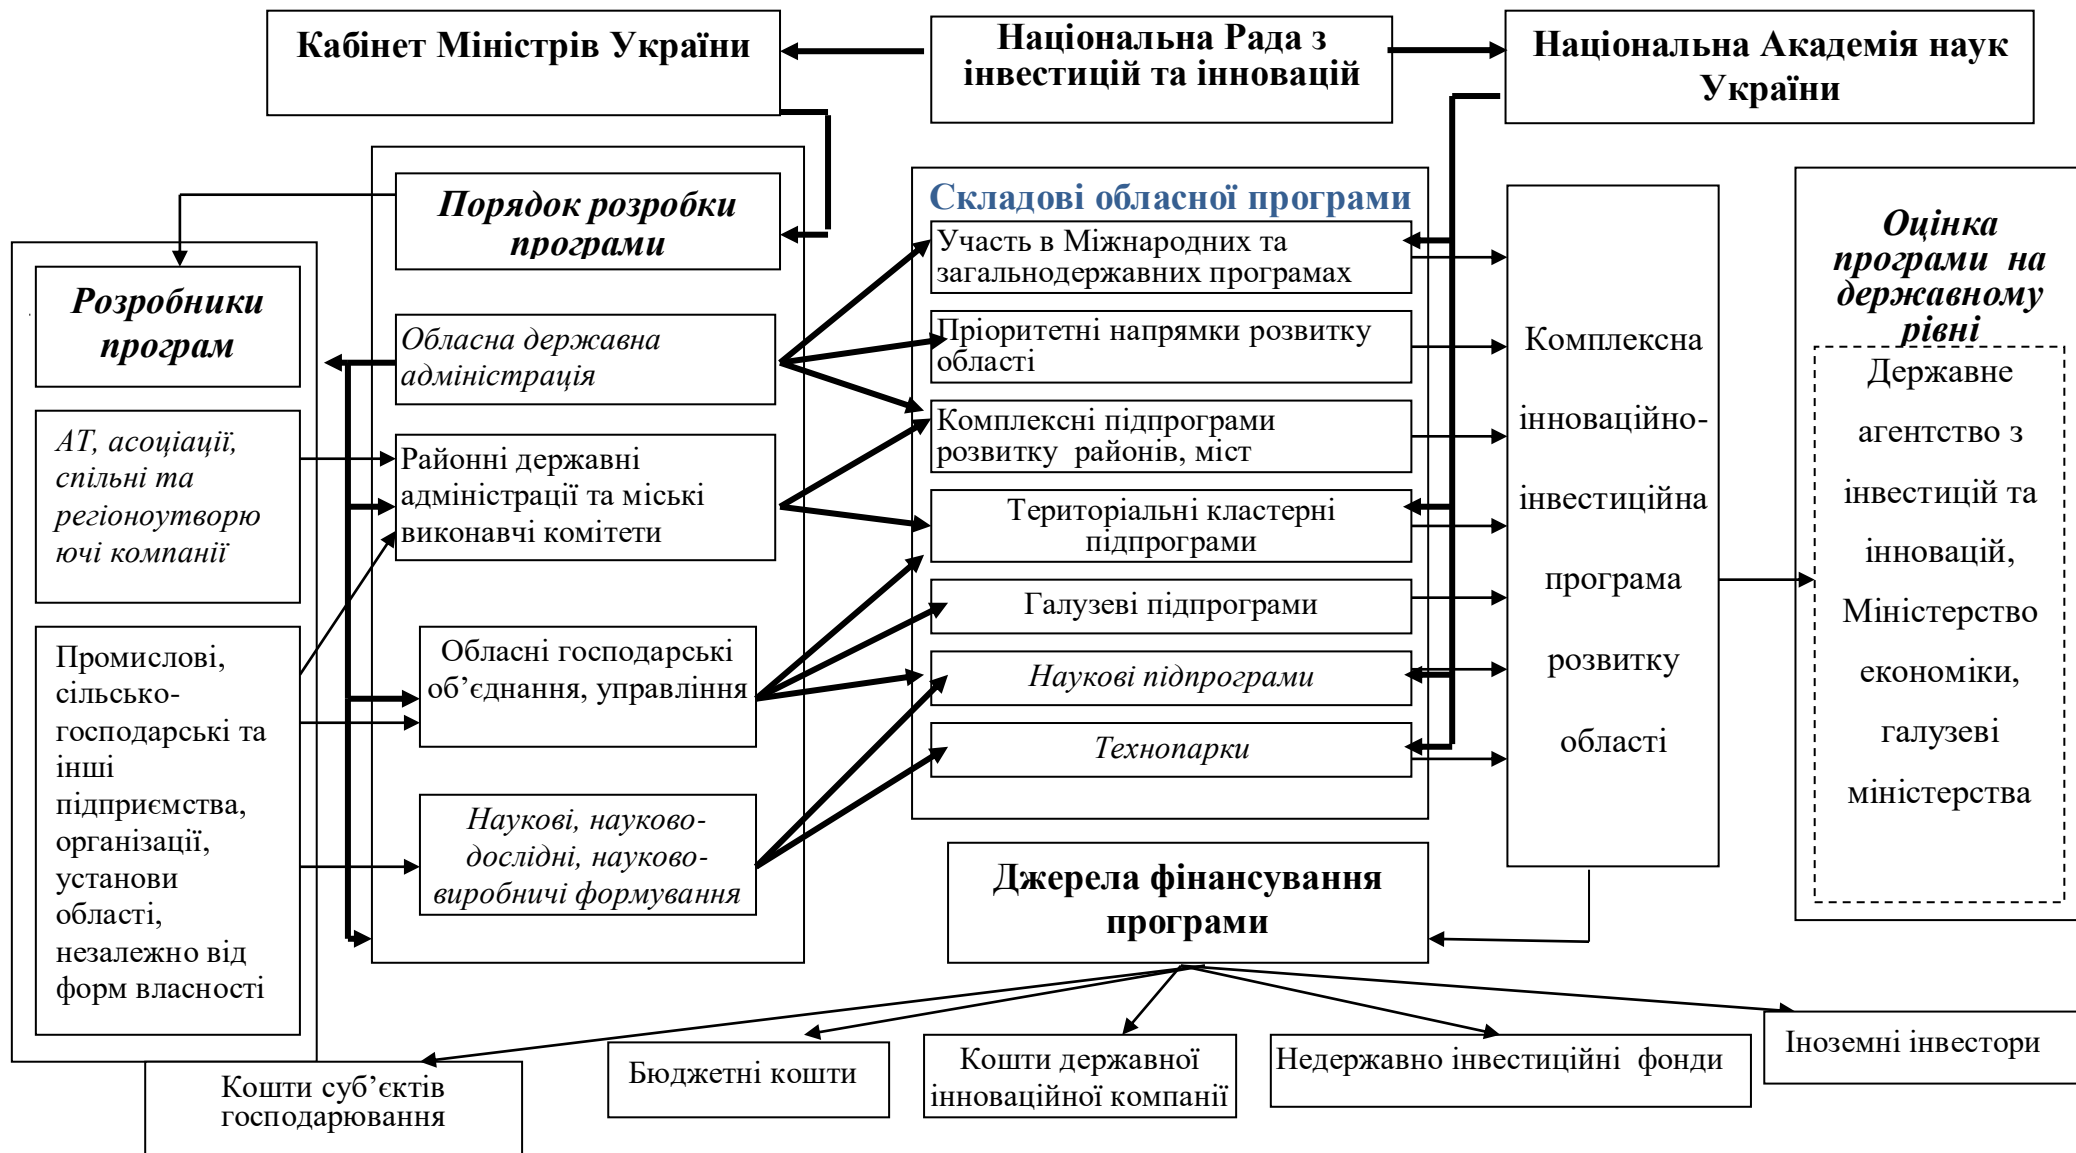 Кабінет Міністрів України
Національна Рада з
інвестицій та інновацій
Національна Академія наук
України
Порядок розробки
програми
Розробники
програм
АТ, асоціації,
спільні та
регіоноутворю
ючі компанії
Промислові,
сільсько-
господарські та
інші
підприємства,
організації,
установи
області,
незалежно від
форм власності
Обласна державна
адміністрація
Районні державні
адміністрації та міські
виконавчі комітети
Обласні господарські
об’єднання, управління
Наукові, науково-
дослідні, науково-
виробничі формування
Складові обласної програми
Участь в Міжнародних та
загальнодержавних програмах
Пріоритетні напрямки розвитку
області
Комплексні підпрограми
розвитку районів, міст
Територіальні кластерні
підпрограми
Галузеві підпрограми
Наукові підпрограми
Технопарки
Комплексна
інноваційно-
інвестиційна
програма
розвитку
області
Оцінка
програми на
державному
рівні
Державне
агентство з
інвестицій та
інновацій,
Міністерство
економіки,
галузеві
міністерства
Джерела фінансування
програми
Кошти суб’єктів
господарювання
Бюджетні кошти
Кошти державної
інноваційної компанії
Недержавно інвестиційні фонди
Іноземні інвестори